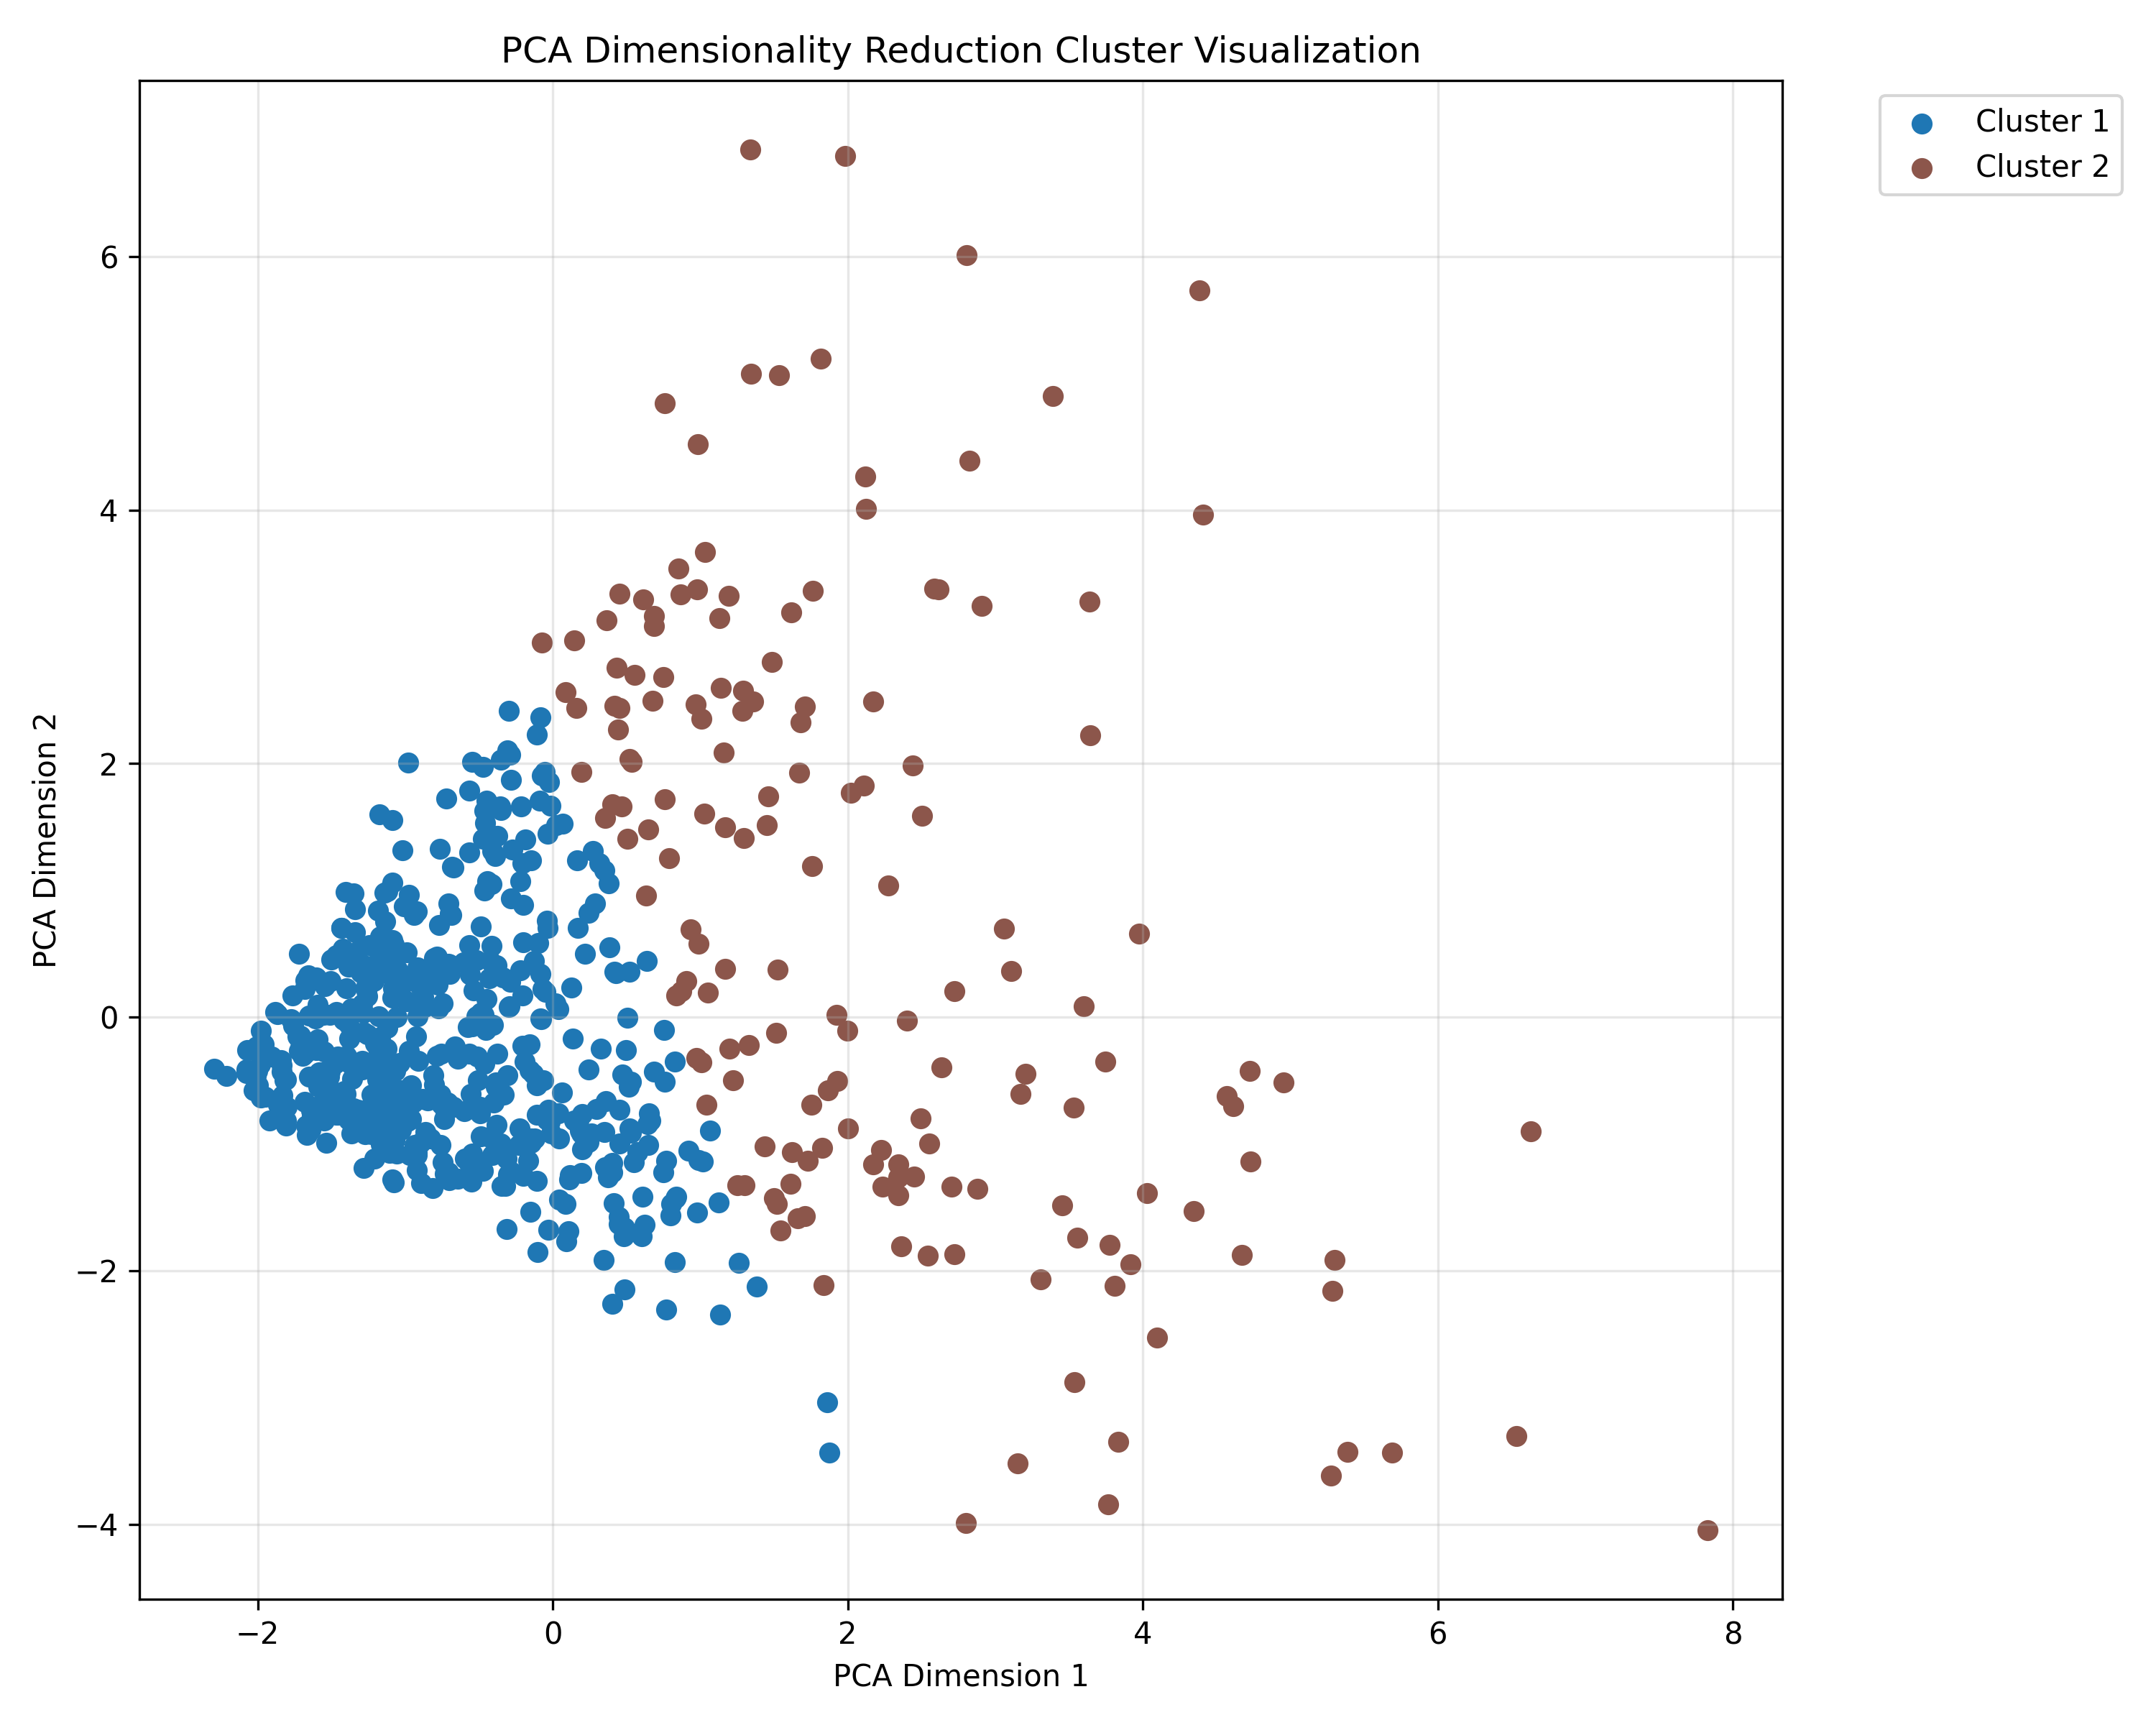 PCA Dimensionality Reduction Cluster Visualization
Cluster 1
Cluster 2
PCA Dimension 2
6
4
2
0
−2
−4
−2
0
2
4
6
8
PCA Dimension 1